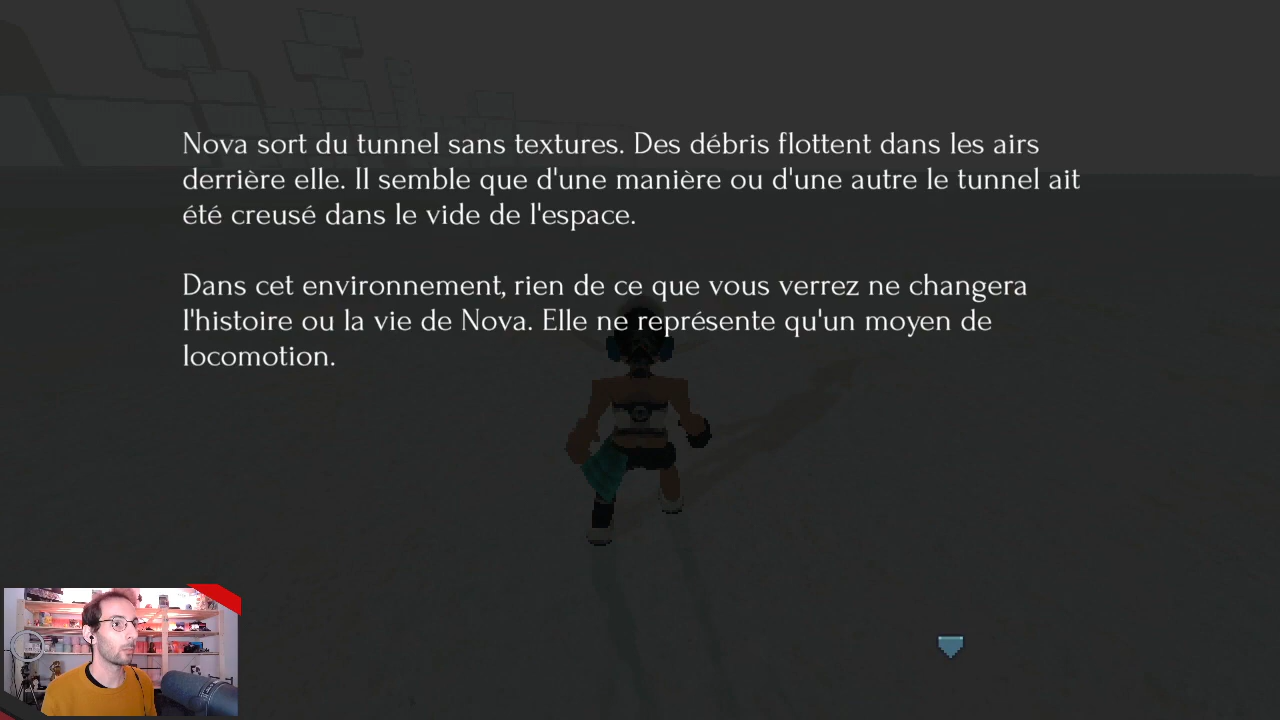 Nova sort du tunnel sans textures. Des débris flottent dans les airs
derrière elle. Il semble que d'une manière ou d'une autre le tunnel ait
été creusé dans le vide de l'espace.
Dans cet environnement, rien de ce que vous verrez ne changera
l'histoire ou la vie de Nova. Elle ne représente qu'un moyen de
locomotion.